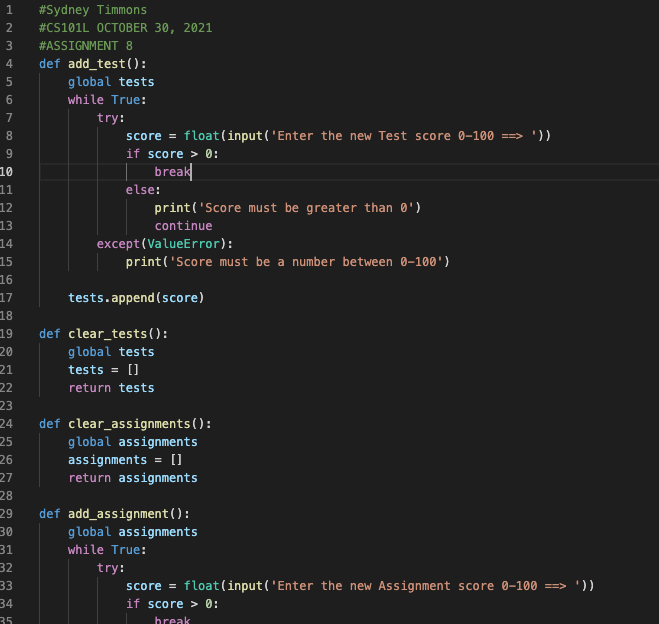 1 #Sydney Timmons
2 #CS101L OCTOBER 30, 2021
3 #ASSIGNMENT 8
4 def add_test():
5     global tests
6     while True:
7         try:
8             score = float(input('Enter the new Test score 0-100 ==> '))
9             if score > 0:
10                 break
11             else:
12                 print('Score must be greater than 0')
13                 continue
14         except(ValueError):
15             print('Score must be a number between 0-100')
16
17     tests.append(score)
18
19 def clear_tests():
20     global tests
21     tests = []
22     return tests
23
24 def clear_assignments():
25     global assignments
26     assignments = []
27     return assignments
28
29 def add_assignment():
30     global assignments
31     while True:
32         try:
33             score = float(input('Enter the new Assignment score 0-100 ==> '))
34             if score > 0:
35                 break